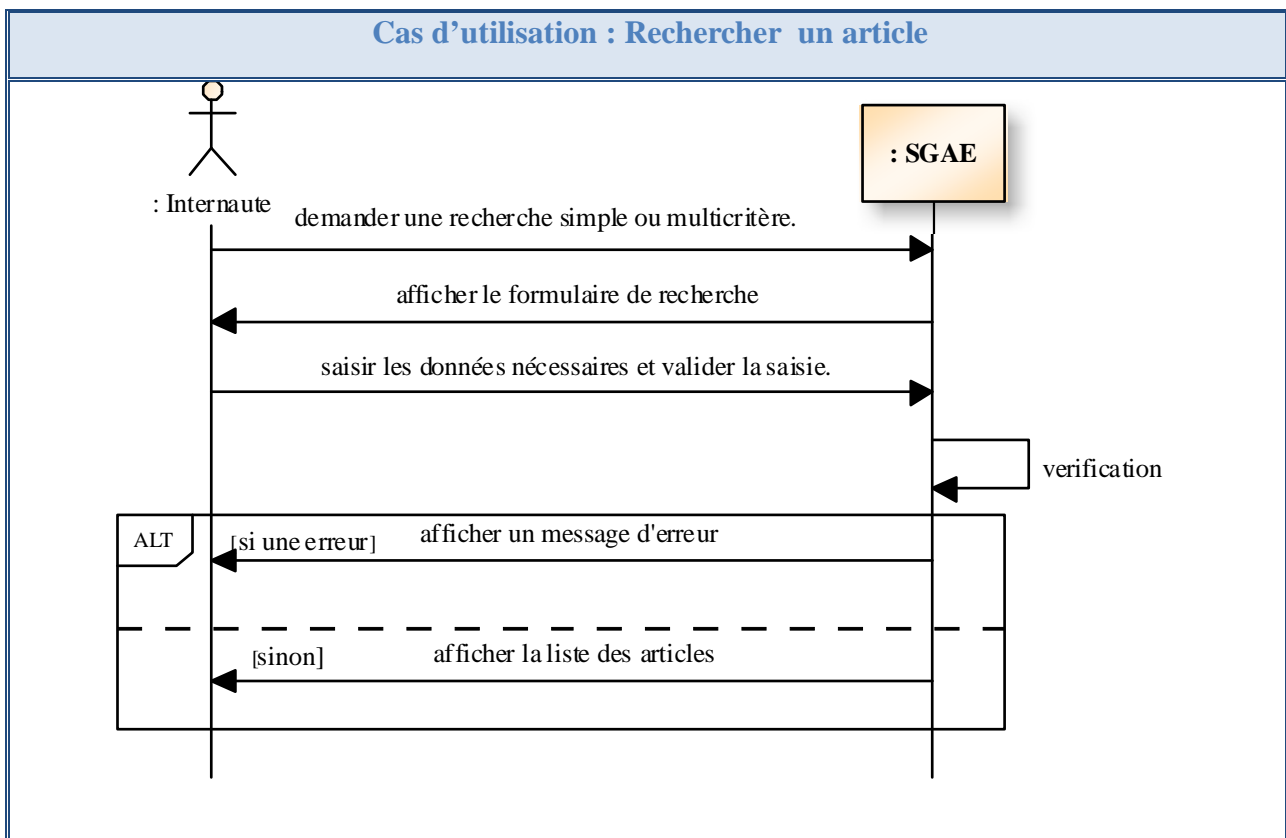 Cas d’utilisation : Rechercher un article
: SGAE
: Internaute
demander une recherche simple ou multicritère.
afficher le formulaire de recherche
saisir les données nécessaires et valider la saisie.
verification
ALT
[si une erreur]
afficher un message d'erreur
[sinon]
afficher la liste des articles